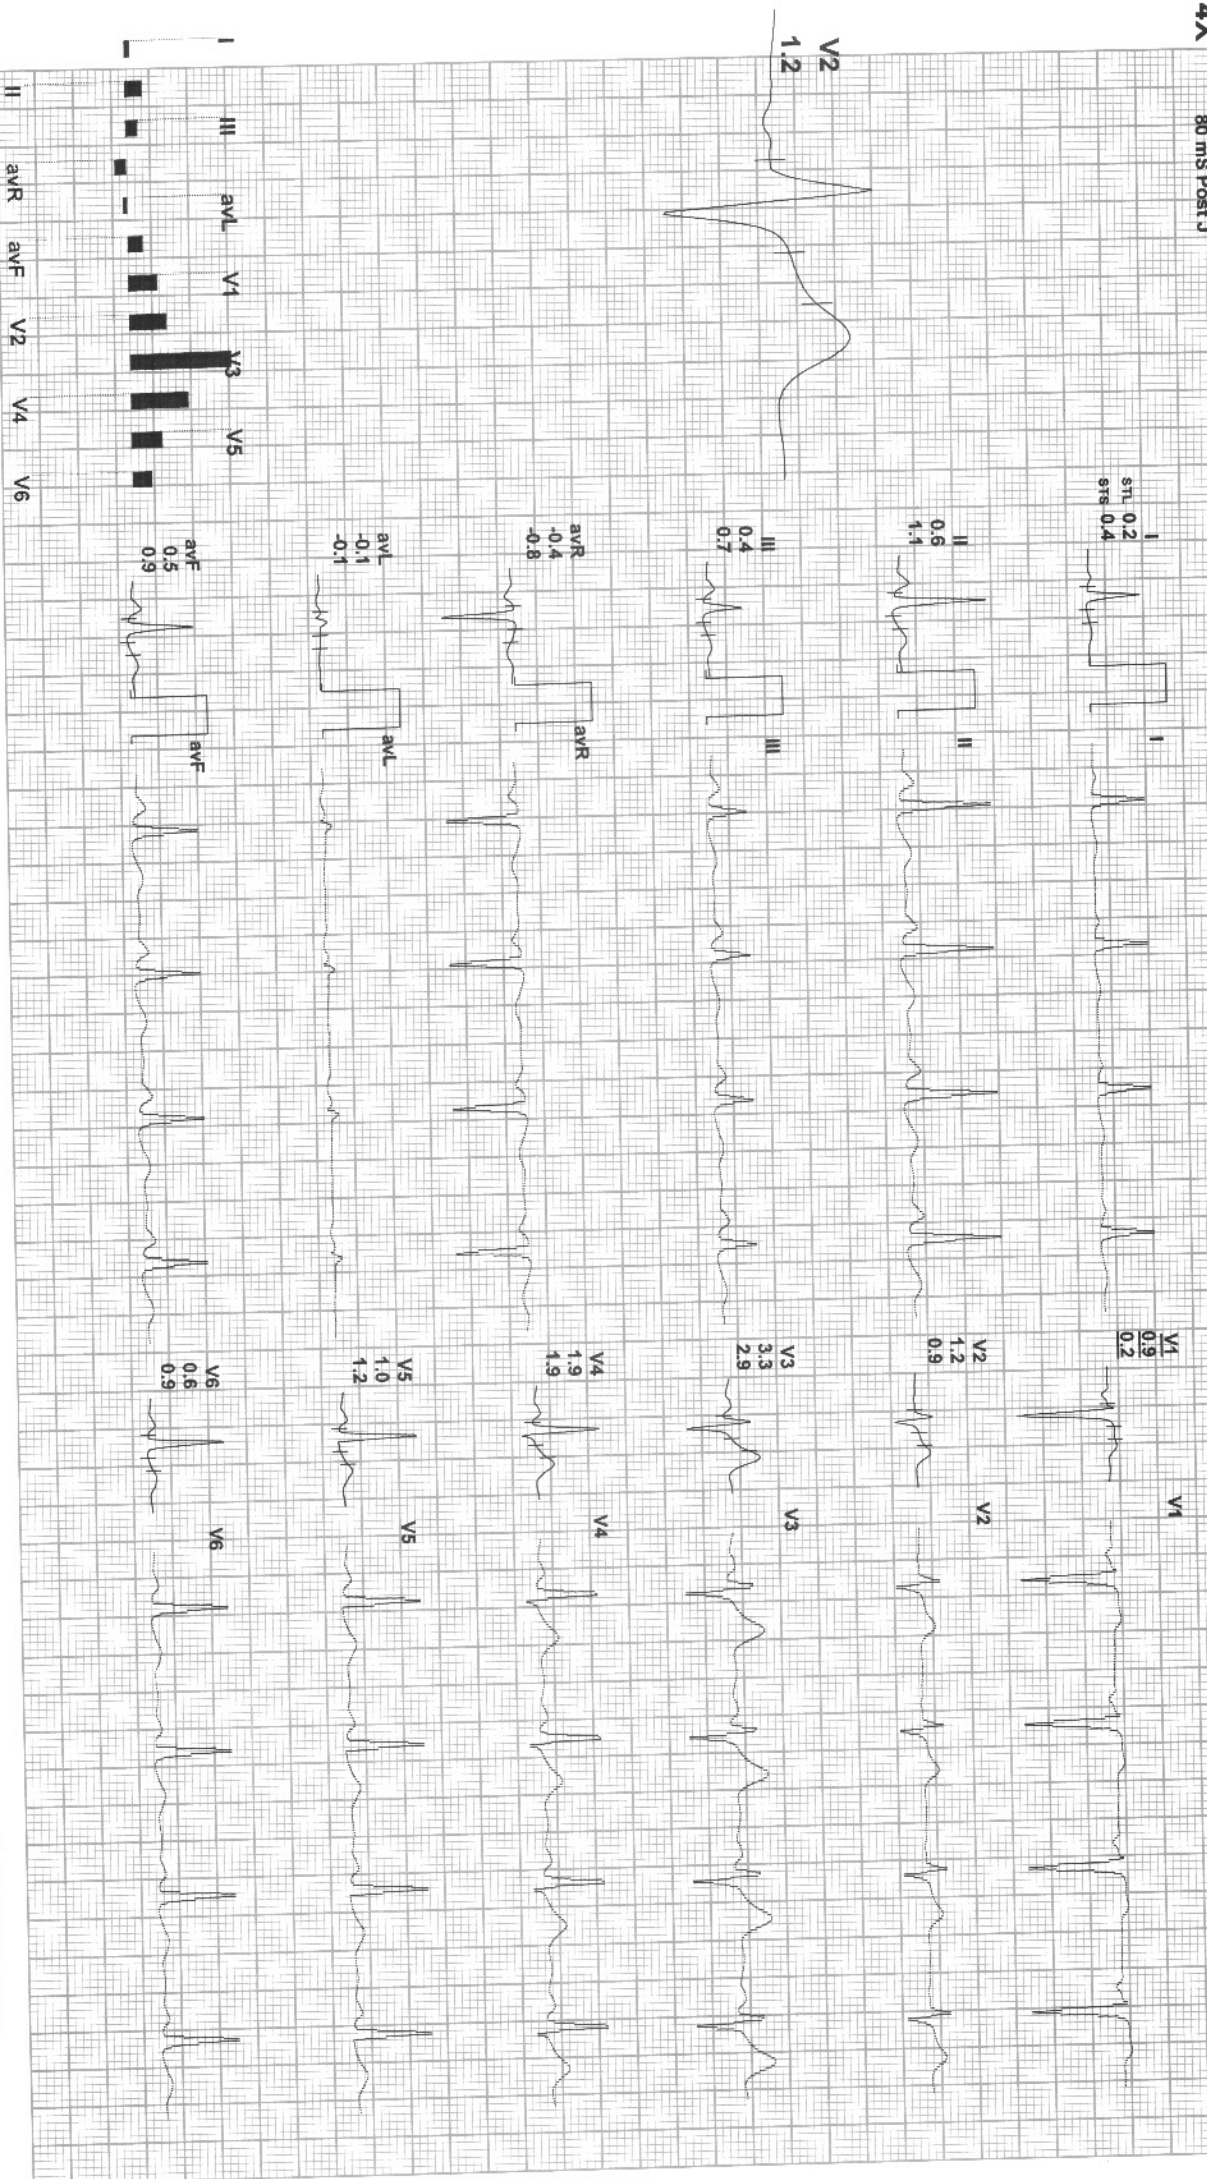 4X 80 mS Post J
I
STL 0.2
STS 0.4
I
V1
0.9
0.2
V1
II
0.6
1.1
II
V2
1.2
0.9
V2
V2
1.2
III
0.4
0.7
III
V3
3.3
2.9
V3
avR
-0.4
-0.8
avR
V4
1.9
1.9
V4
avL
-0.1
-0.1
avL
V5
1.0
1.2
V5
avF
0.5
0.9
avF
V6
0.6
0.9
V6
I III avL V1 V3 V5
II avR avF V2 V4 V6